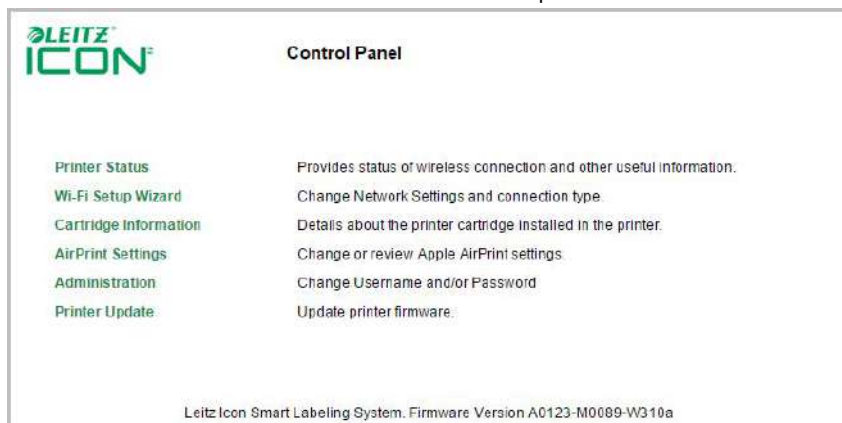 LEITZ
ICON
Control Panel
Printer Status Provides status of wireless connection and other useful information.
Wi-Fi Setup Wizard Change Network Settings and connection type.
Cartridge Information Details about the printer cartridge installed in the printer.
AirPrint Settings Change or review Apple AirPrint settings.
Administration Change Username and/or Password
Printer Update Update printer firmware.
Leitz Icon Smart Labeling System. Firmware Version A0123-M0089-W310a